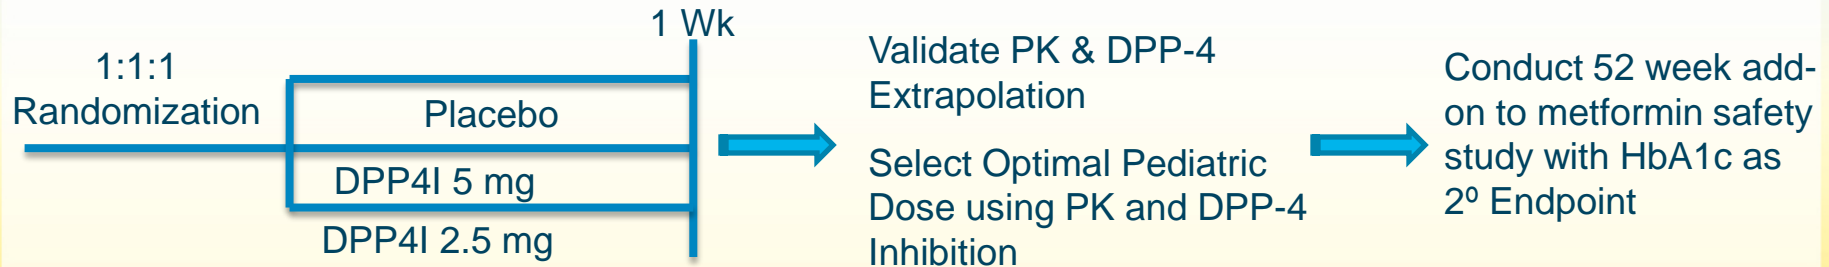 1:1:1
Randomization
1 Wk
Placebo
DPP4I 5 mg
DPP4I 2.5 mg
Validate PK & DPP-4
Extrapolation
Select Optimal Pediatric
Dose using PK and DPP-4
Inhibition
Conduct 52 week add-
on to metformin safety
study with HbA1c as
2º Endpoint